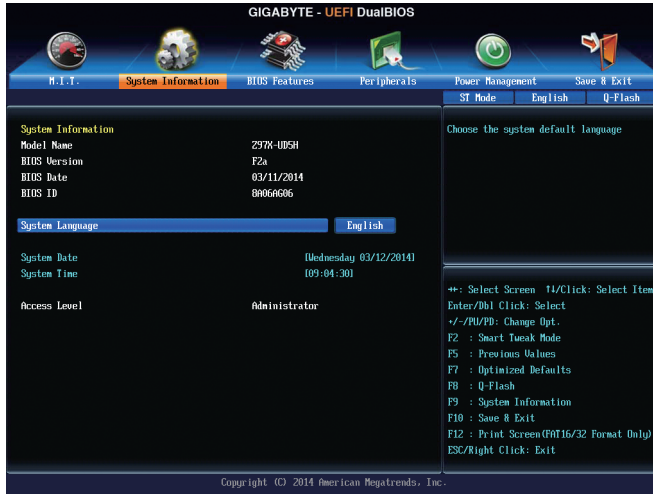 GIGABYTE - UEFI DualBIOS
M.I.T. System Information BIOS Features Peripherals Power Management Save & Exit
ST Mode English Q-Flash
System Information
Model Name Z97X-UD5H
BIOS Version F2a
BIOS Date 03/11/2014
BIOS ID 8A06AG06
System Language English
System Date [Wednesday 03/12/2014]
System Time [09:04:30]
Access Level Administrator
Choose the system default language
→←: Select Screen ↑↓/Click: Select Item
Enter/Dbl Click: Select
+/-/PU/PD: Change Opt.
F2 : Smart Tweak Mode
F5 : Previous Values
F7 : Optimized Defaults
F8 : Q-Flash
F9 : System Information
F10 : Save & Exit
F12 : Print Screen(FAT16/32 Format Only)
ESC/Right Click: Exit
Copyright (C) 2014 American Megatrends, Inc.